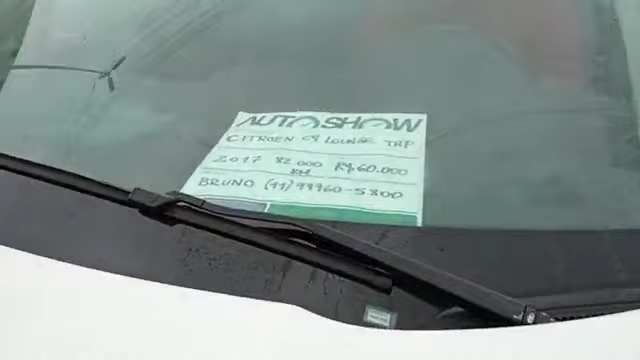 AUTOSHOW
CITROEN C4 LOUNGE THP
2017 82.000 KM R$ 60.000
BRUNO (11) 99960-5800